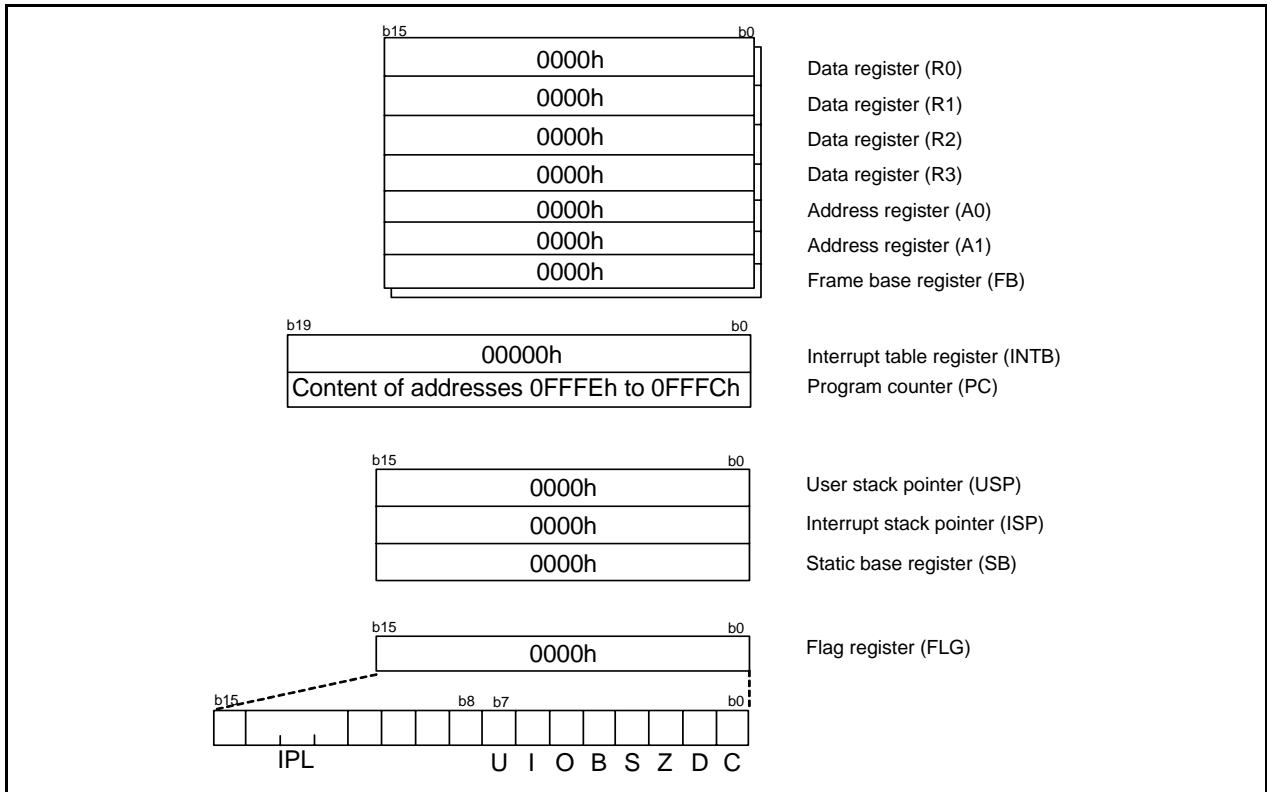 b15 b0
0000h Data register (R0)
0000h Data register (R1)
0000h Data register (R2)
0000h Data register (R3)
0000h Address register (A0)
0000h Address register (A1)
0000h Frame base register (FB)
b19 b0
00000h Interrupt table register (INTB)
Content of addresses 0FFFEh to 0FFFCh Program counter (PC)
b15 b0
0000h User stack pointer (USP)
0000h Interrupt stack pointer (ISP)
0000h Static base register (SB)
b15 b0
0000h Flag register (FLG)
b15 b8 b7 b0
IPL U I O B S Z D C